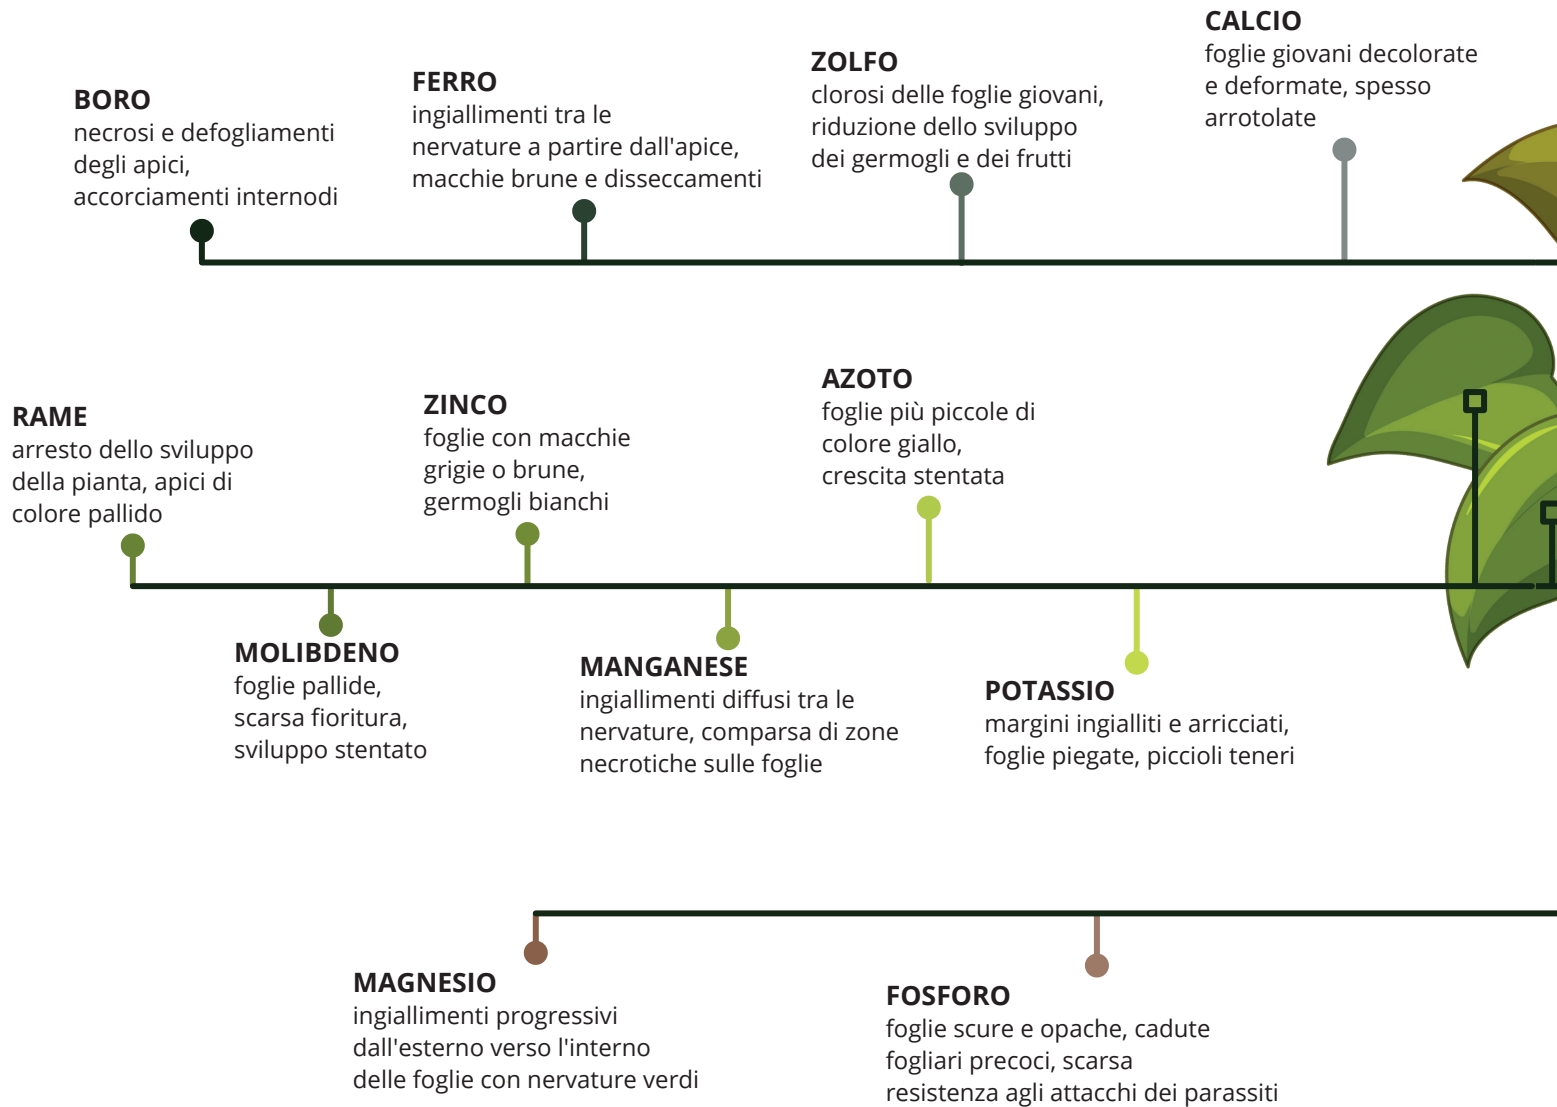 BORO
necrosi e defogliamenti
degli apici,
accorciamenti internodi
FERRO
ingiallimenti tra le
nervature a partire dall'apice,
macchie brune e disseccamenti
ZOLFO
clorosi delle foglie giovani,
riduzione dello sviluppo
dei germogli e dei frutti
CALCIO
foglie giovani decolorate
e deformate, spesso
arrotolate
RAME
arresto dello sviluppo
della pianta, apici di
colore pallido
ZINCO
foglie con macchie
grigie o brune,
germogli bianchi
AZOTO
foglie più piccole di
colore giallo,
crescita stentata
MOLIBDENO
foglie pallide,
scarsa fioritura,
sviluppo stentato
MANGANESE
ingiallimenti diffusi tra le
nervature, comparsa di zone
necrotiche sulle foglie
POTASSIO
margini ingialliti e arricciati,
foglie piegate, piccioli teneri
MAGNESIO
ingiallimenti progressivi
dall'esterno verso l'interno
delle foglie con nervature verdi
FOSFORO
foglie scure e opache, cadute
fogliari precoci, scarsa
resistenza agli attacchi dei parassiti